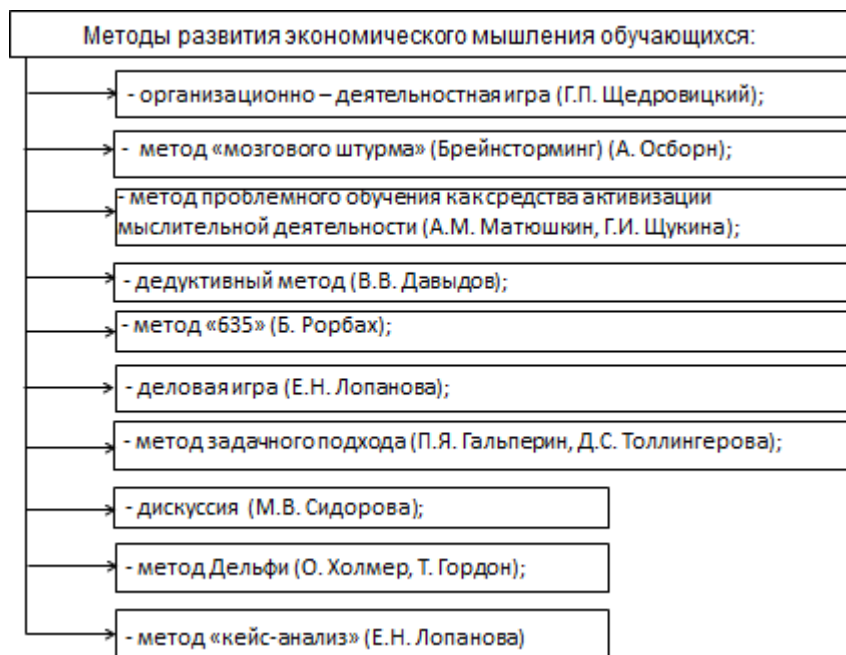 Методы развития экономического мышления обучающихся:
- организационно – деятельностная игра (Г.П. Щедровицкий);
- метод «мозгового штурма» (Брейнсторминг) (А. Осборн);
- метод проблемного обучения как средства активизации
мыслительной деятельности (А.М. Матюшкин, Г.И. Щукина);
- дедуктивный метод (В.В. Давыдов);
- метод «635» (Б. Рорбах);
- деловая игра (Е.Н. Лопанова);
- метод задачного подхода (П.Я. Гальперин, Д.С. Толлингерова);
- дискуссия (М.В. Сидорова);
- метод Дельфи (О. Холмер, Т. Гордон);
- метод «кейс-анализ» (Е.Н. Лопанова)